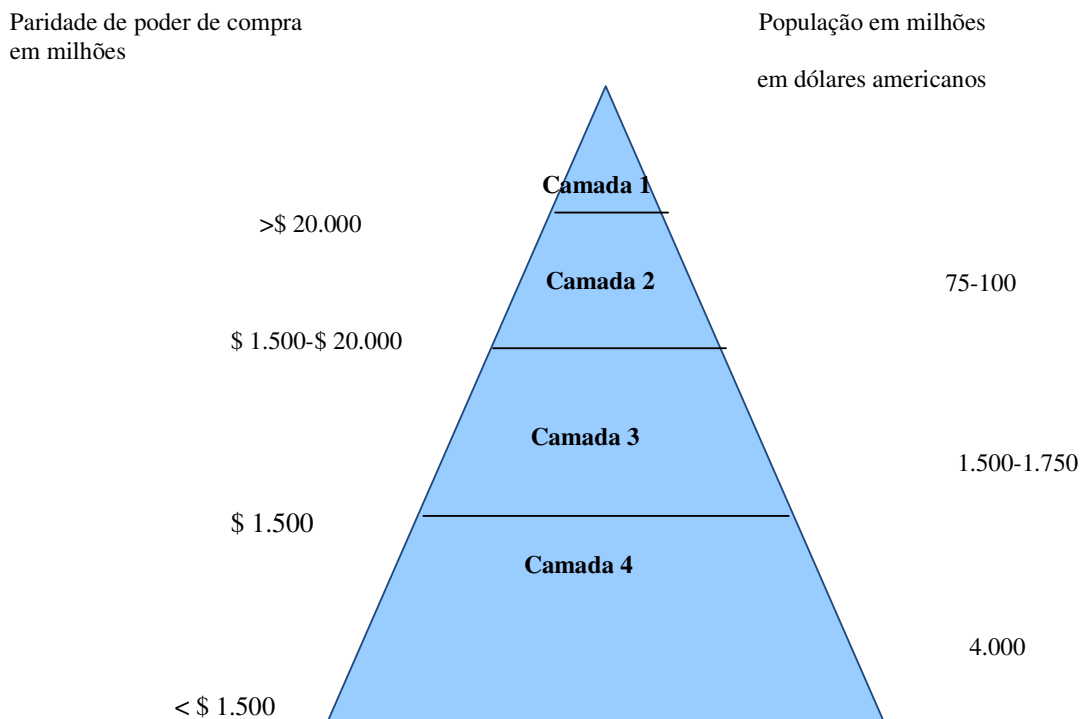 Paridade de poder de compra
em milhões
População em milhões
em dólares americanos
Camada 1
>$ 20.000
Camada 2
75-100
$ 1.500-$ 20.000
Camada 3
1.500-1.750
$ 1.500
Camada 4
4.000
< $ 1.500